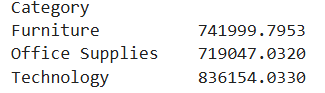 Category
Furniture 741999.7953
Office Supplies 719047.0320
Technology 836154.0330